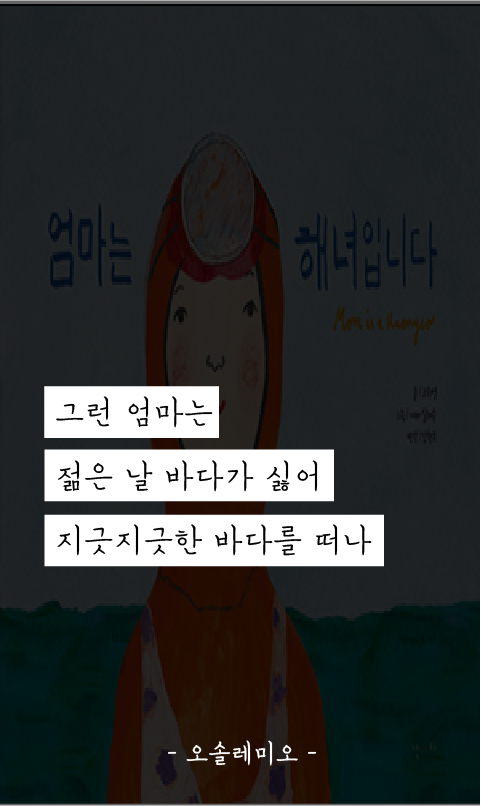 엄마는 해녀입니다
Mom is a haenyeo
그런 엄마는
젊은 날 바다가 싫어
지긋지긋한 바다를 떠나
- 오솔레미오 -